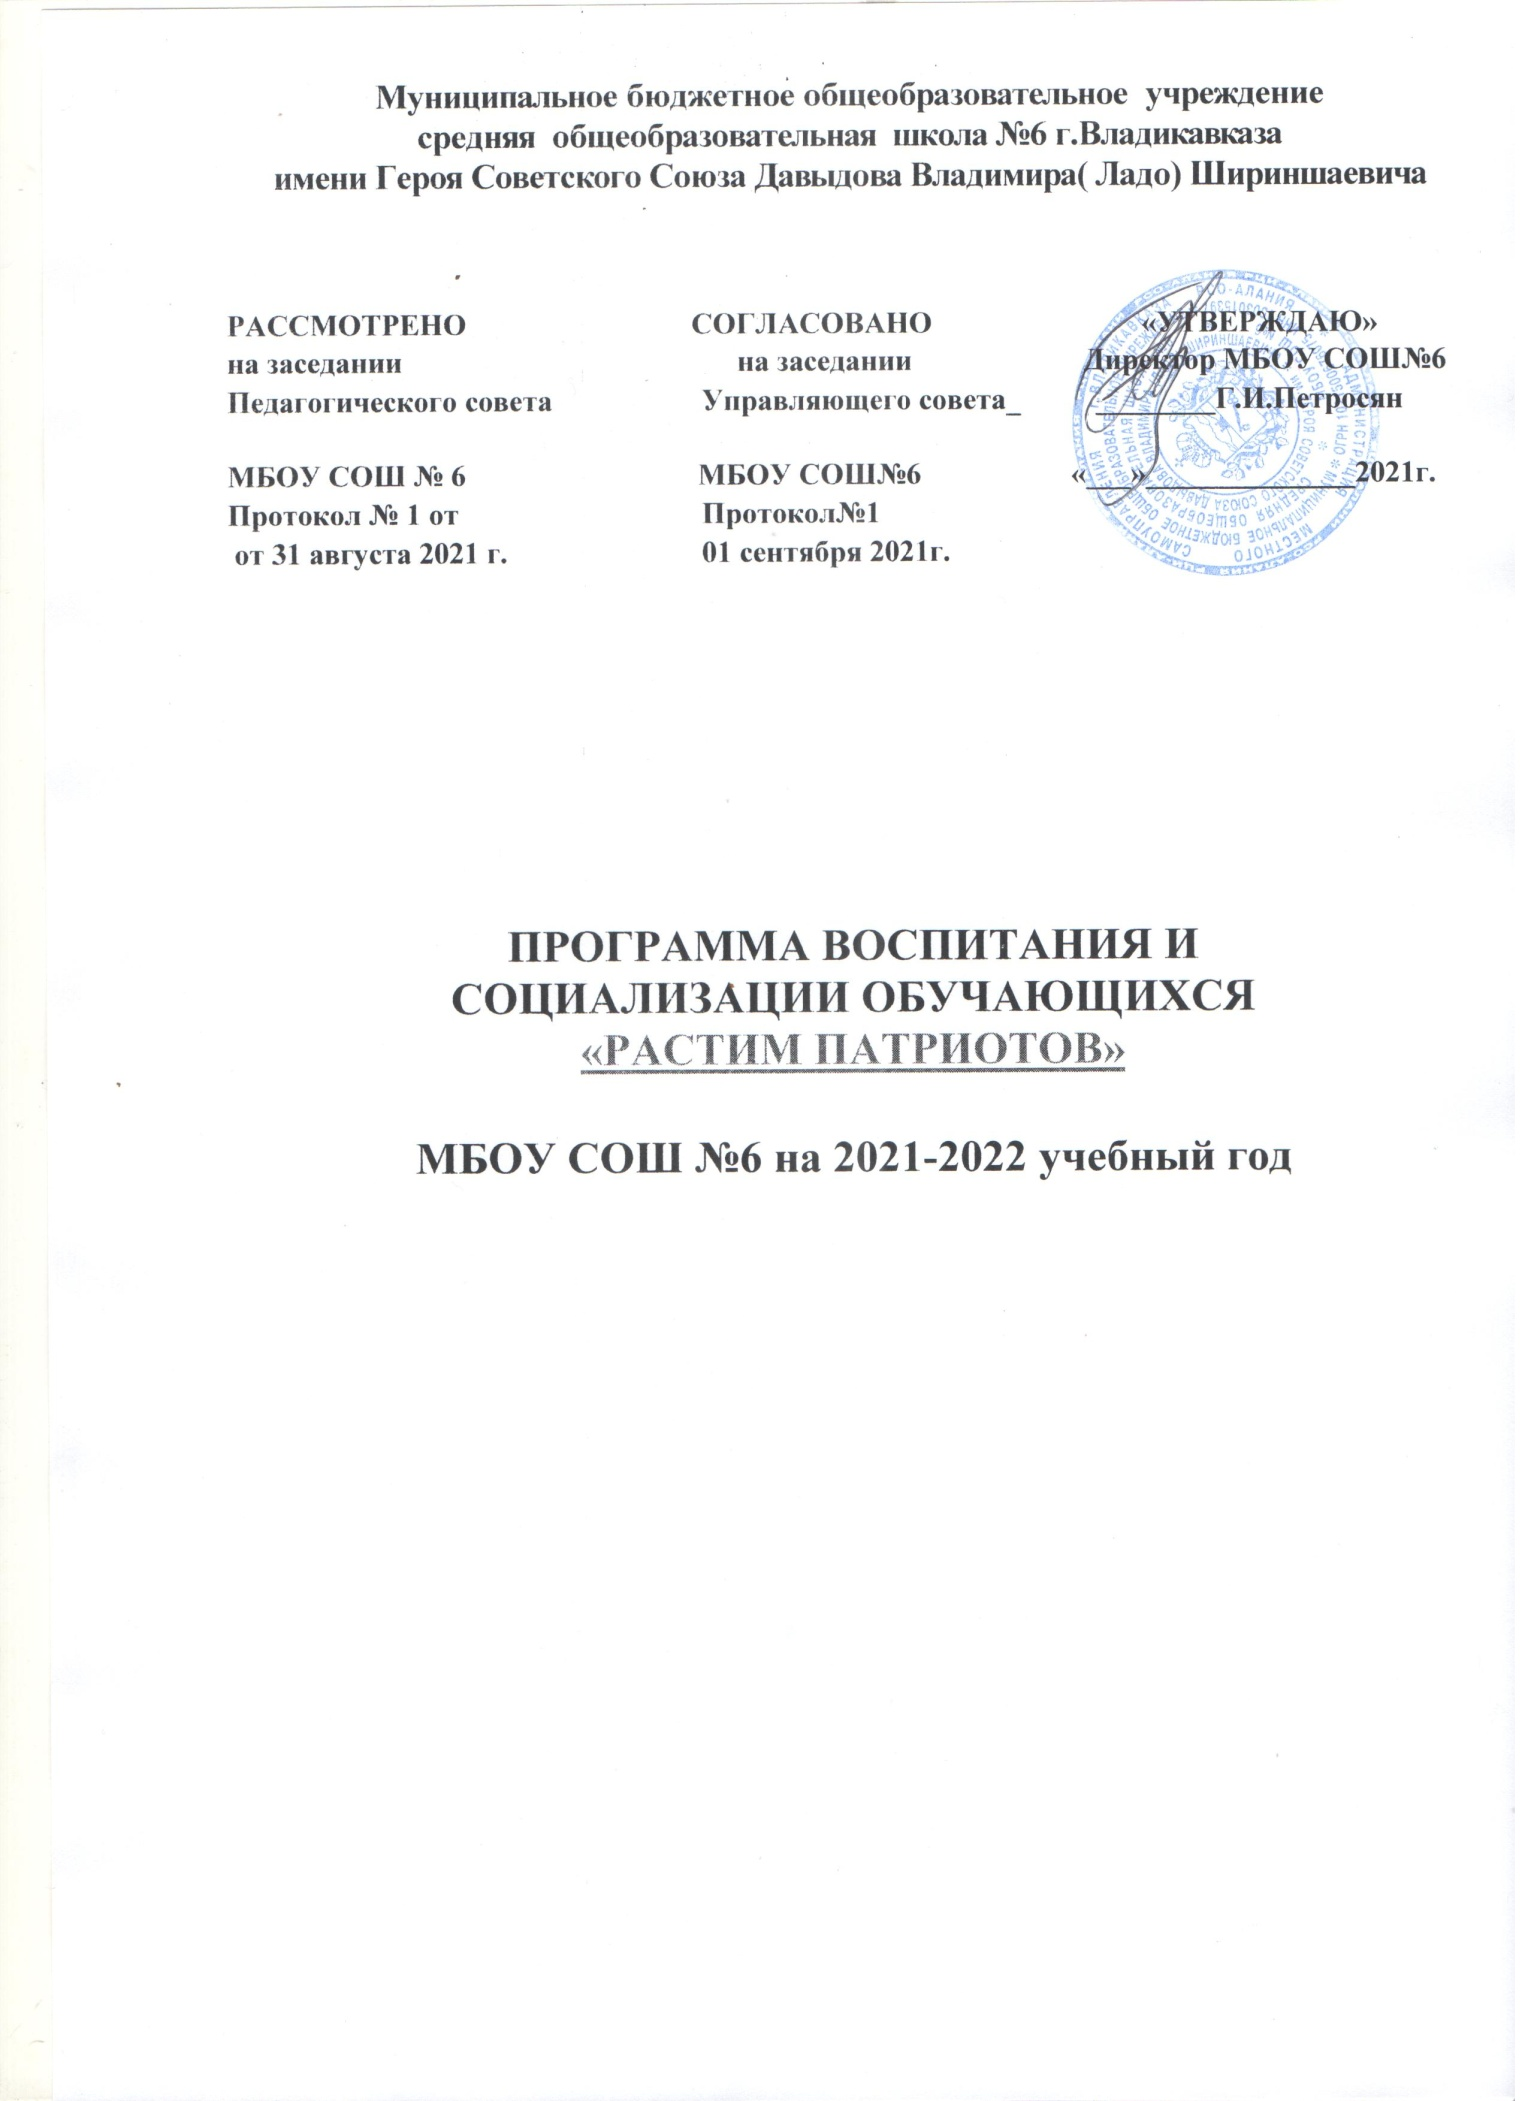 Муниципальное бюджетное общеобразовательное учреждение
средняя общеобразовательная школа №6 г.Владикавказа
имени Героя Советского Союза Давыдова Владимира( Ладо) Шириншаевича
РАССМОТРЕНО
на заседании
Педагогического совета
МБОУ СОШ № 6
Протокол № 1 от
от 31 августа 2021 г.
СОГЛАСОВАНО
на заседании
Управляющего совета_
МБОУ СОШ№6
Протокол№1
01 сентября 2021г.
«УТВЕРЖДАЮ»
Директор МБОУ СОШ№6
________Г.И.Петросян
«___»______________2021г.
ПРОГРАММА ВОСПИТАНИЯ И
СОЦИАЛИЗАЦИИ ОБУЧАЮЩИХСЯ
«РАСТИМ ПАТРИОТОВ»
МБОУ СОШ №6 на 2021-2022 учебный год